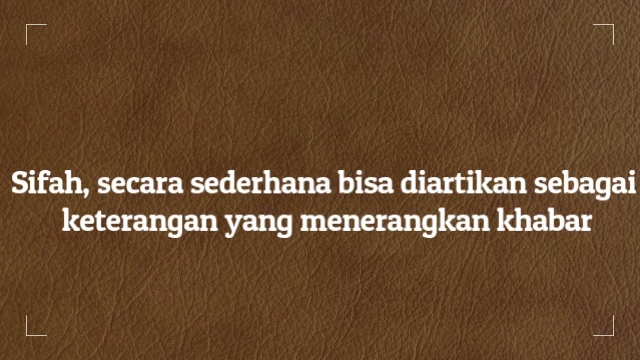 Sifah, secara sederhana bisa diartikan sebagai
keterangan yang menerangkan khabar